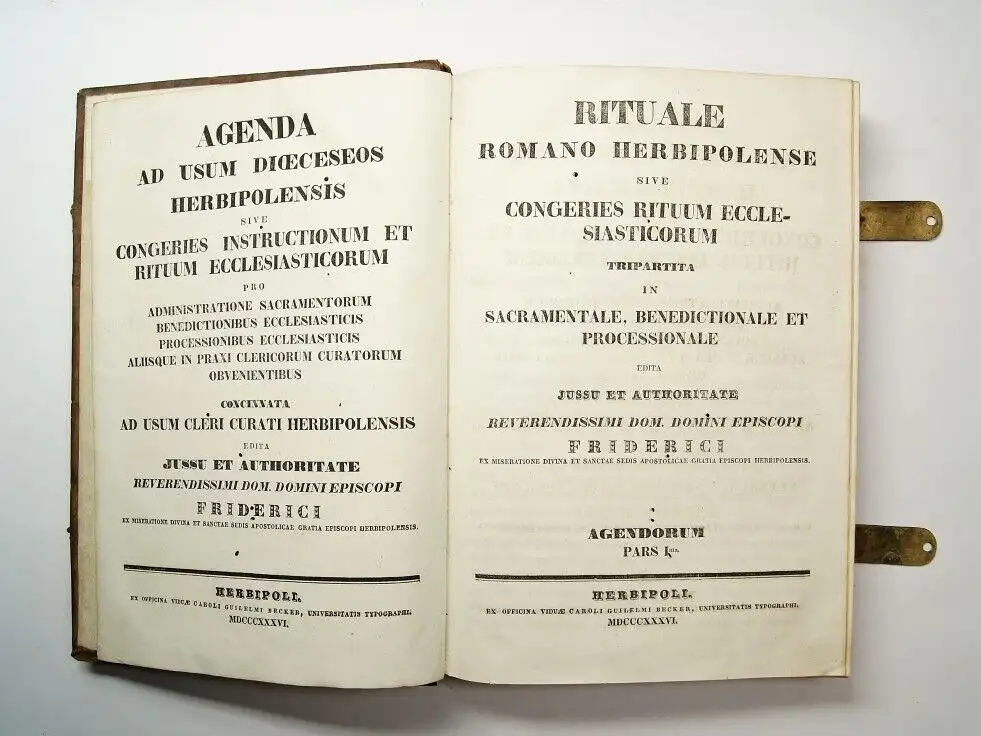 AGENDA
AD USUM DIŒCESEOS
HERBIPOLENSIS
SIVE
CONGERIES INSTRUCTIONUM ET
RITUUM ECCLESIASTICORUM
PRO
ADMINISTRATIONE SACRAMENTORUM
BENEDICTIONIBUS ECCLESIASTICIS
PROCESSIONIBUS ECCLESIASTICIS
ALIISQUE IN PRAXI CLERICORUM CURATORUM
OBVENIENTIBUS
CONCINNATA
AD USUM CLERI CURATI HERBIPOLENSIS
EDITA
JUSSU ET AUTHORITATE
REVERENDISSIMI DOM. DOMINI EPISCOPI
FRIDERICI
EX MISERATIONE DIVINA ET SANCTAE SEDIS APOSTOLICAE GRATIA EPISCOPI HERBIPOLENSIS.
HERBIPOLI.
EX OFFICINA VIDUÆ CAROLI GUILELMI BECKER, UNIVERSITATIS TYPOGRAPHI.
MDCCCXXXVI.
RITUALE
ROMANO HERBIPOLENSE
SIVE
CONGERIES RITUUM ECCLE-
SIASTICORUM
TRIPARTITA
IN
SACRAMENTALE, BENEDICTIONALE ET
PROCESSIONALE
EDITA
JUSSU ET AUTHORITATE
REVERENDISSIMI DOM. DOMINI EPISCOPI
FRIDERICI
EX MISERATIONE DIVINA ET SANCTAE SEDIS APOSTOLICAE GRATIA EPISCOPI HERBIPOLENSIS.
AGENDORUM
PARS I.ma.
HERBIPOLI.
EX OFFICINA VIDUÆ CAROLI GUILELMI BECKER, UNIVERSITATIS TYPOGRAPHI.
MDCCCXXXVI.